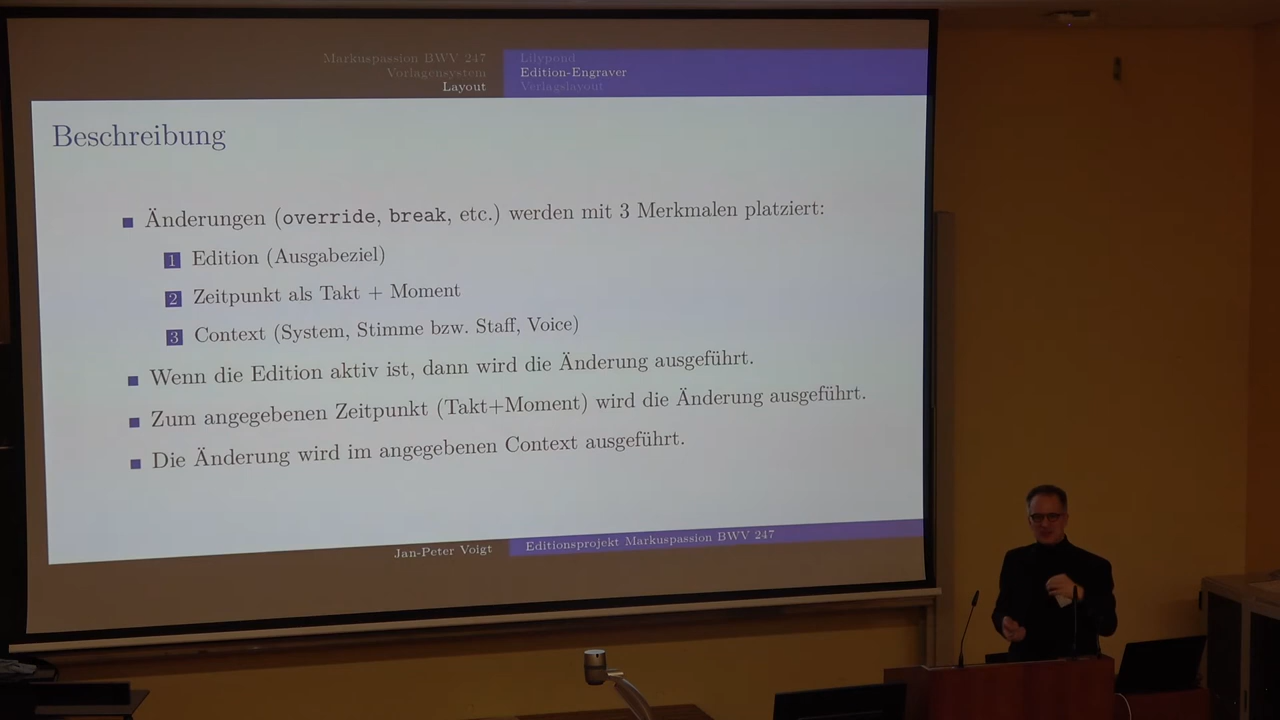 Markuspassion BWV 247
Vorlagensystem
Layout
Lilypond
Edition-Engraver
Verlagslayout
Beschreibung
Änderungen (override, break, etc.) werden mit 3 Merkmalen platziert:
1 Edition (Ausgabeziel)
2 Zeitpunkt als Takt + Moment
3 Context (System, Stimme bzw. Staff, Voice)
Wenn die Edition aktiv ist, dann wird die Änderung ausgeführt.
Zum angegebenen Zeitpunkt (Takt+Moment) wird die Änderung ausgeführt.
Die Änderung wird im angegebenen Context ausgeführt.
Jan-Peter Voigt
Editionsprojekt Markuspassion BWV 247